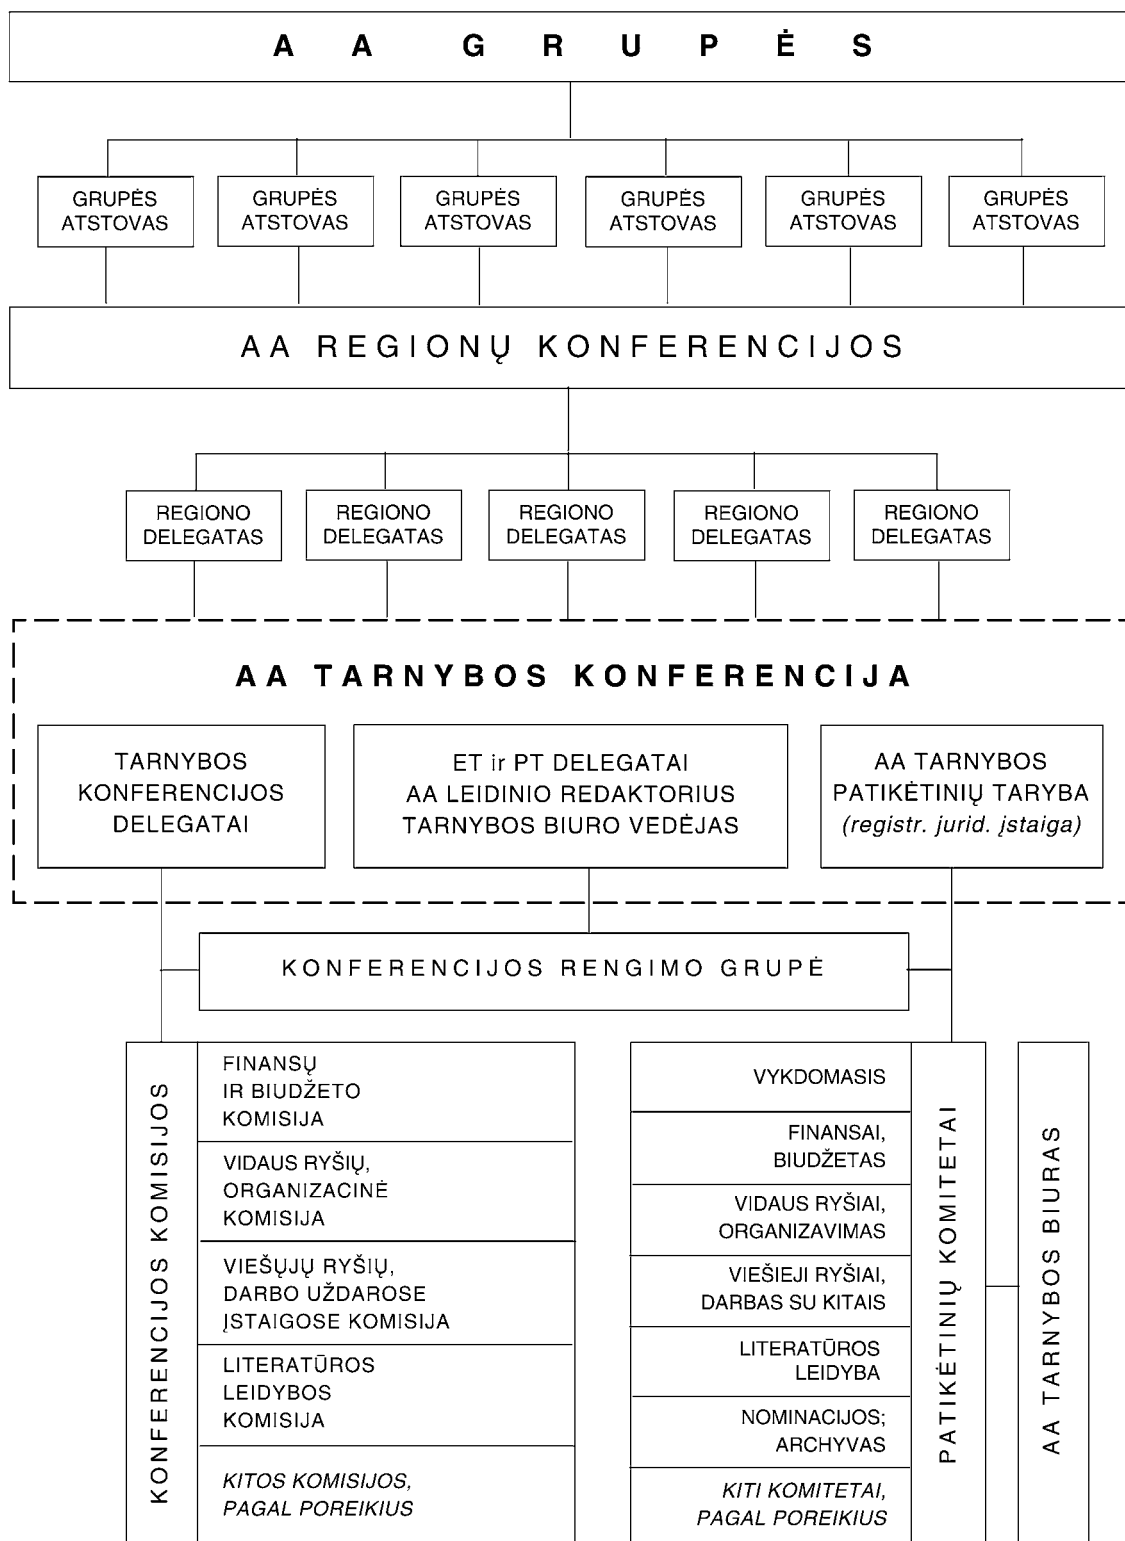 A A G R U P Ė S
GRUPĖS
ATSTOVAS
GRUPĖS
ATSTOVAS
GRUPĖS
ATSTOVAS
GRUPĖS
ATSTOVAS
GRUPĖS
ATSTOVAS
GRUPĖS
ATSTOVAS
AA REGIONŲ KONFERENCIJOS
REGIONO
DELEGATAS
REGIONO
DELEGATAS
REGIONO
DELEGATAS
REGIONO
DELEGATAS
REGIONO
DELEGATAS
AA TARNYBOS KONFERENCIJA
TARNYBOS
KONFERENCIJOS
DELEGATAI
ET ir PT DELEGATAI
AA LEIDINIO REDAKTORIUS
TARNYBOS BIURO VEDĖJAS
AA TARNYBOS
PATIKĖTINIŲ TARYBA
(registr. jurid. įstaiga)
KONFERENCIJOS RENGIMO GRUPĖ
KONFERENCIJOS KOMISIJOS
FINANSŲ
IR BIUDŽETO
KOMISIJA
VIDAUS RYŠIŲ,
ORGANIZACINĖ
KOMISIJA
VIEŠŲJŲ RYŠIŲ,
DARBO UŽDAROSE
ĮSTAIGOSE KOMISIJA
LITERATŪROS
LEIDYBOS
KOMISIJA
KITOS KOMISIJOS,
PAGAL POREIKIUS
VYKDOMASIS
FINANSAI,
BIUDŽETAS
VIDAUS RYŠIAI,
ORGANIZAVIMAS
VIEŠIEJI RYŠIAI,
DARBAS SU KITAIS
LITERATŪROS
LEIDYBA
NOMINACIJOS;
ARCHYVAS
KITI KOMITETAI,
PAGAL POREIKIUS
PATIKĖTINIŲ KOMITETAI
AA TARNYBOS BIURAS